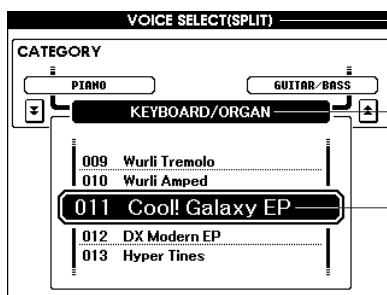 VOICE SELECT(SPLIT)
CATEGORY
PIANO
GUITAR/BASS
KEYBOARD/ORGAN
009 Wurli Tremolo
010 Wurli Amped
011 Cool! Galaxy EP
012 DX Modern EP
013 Hyper Tines